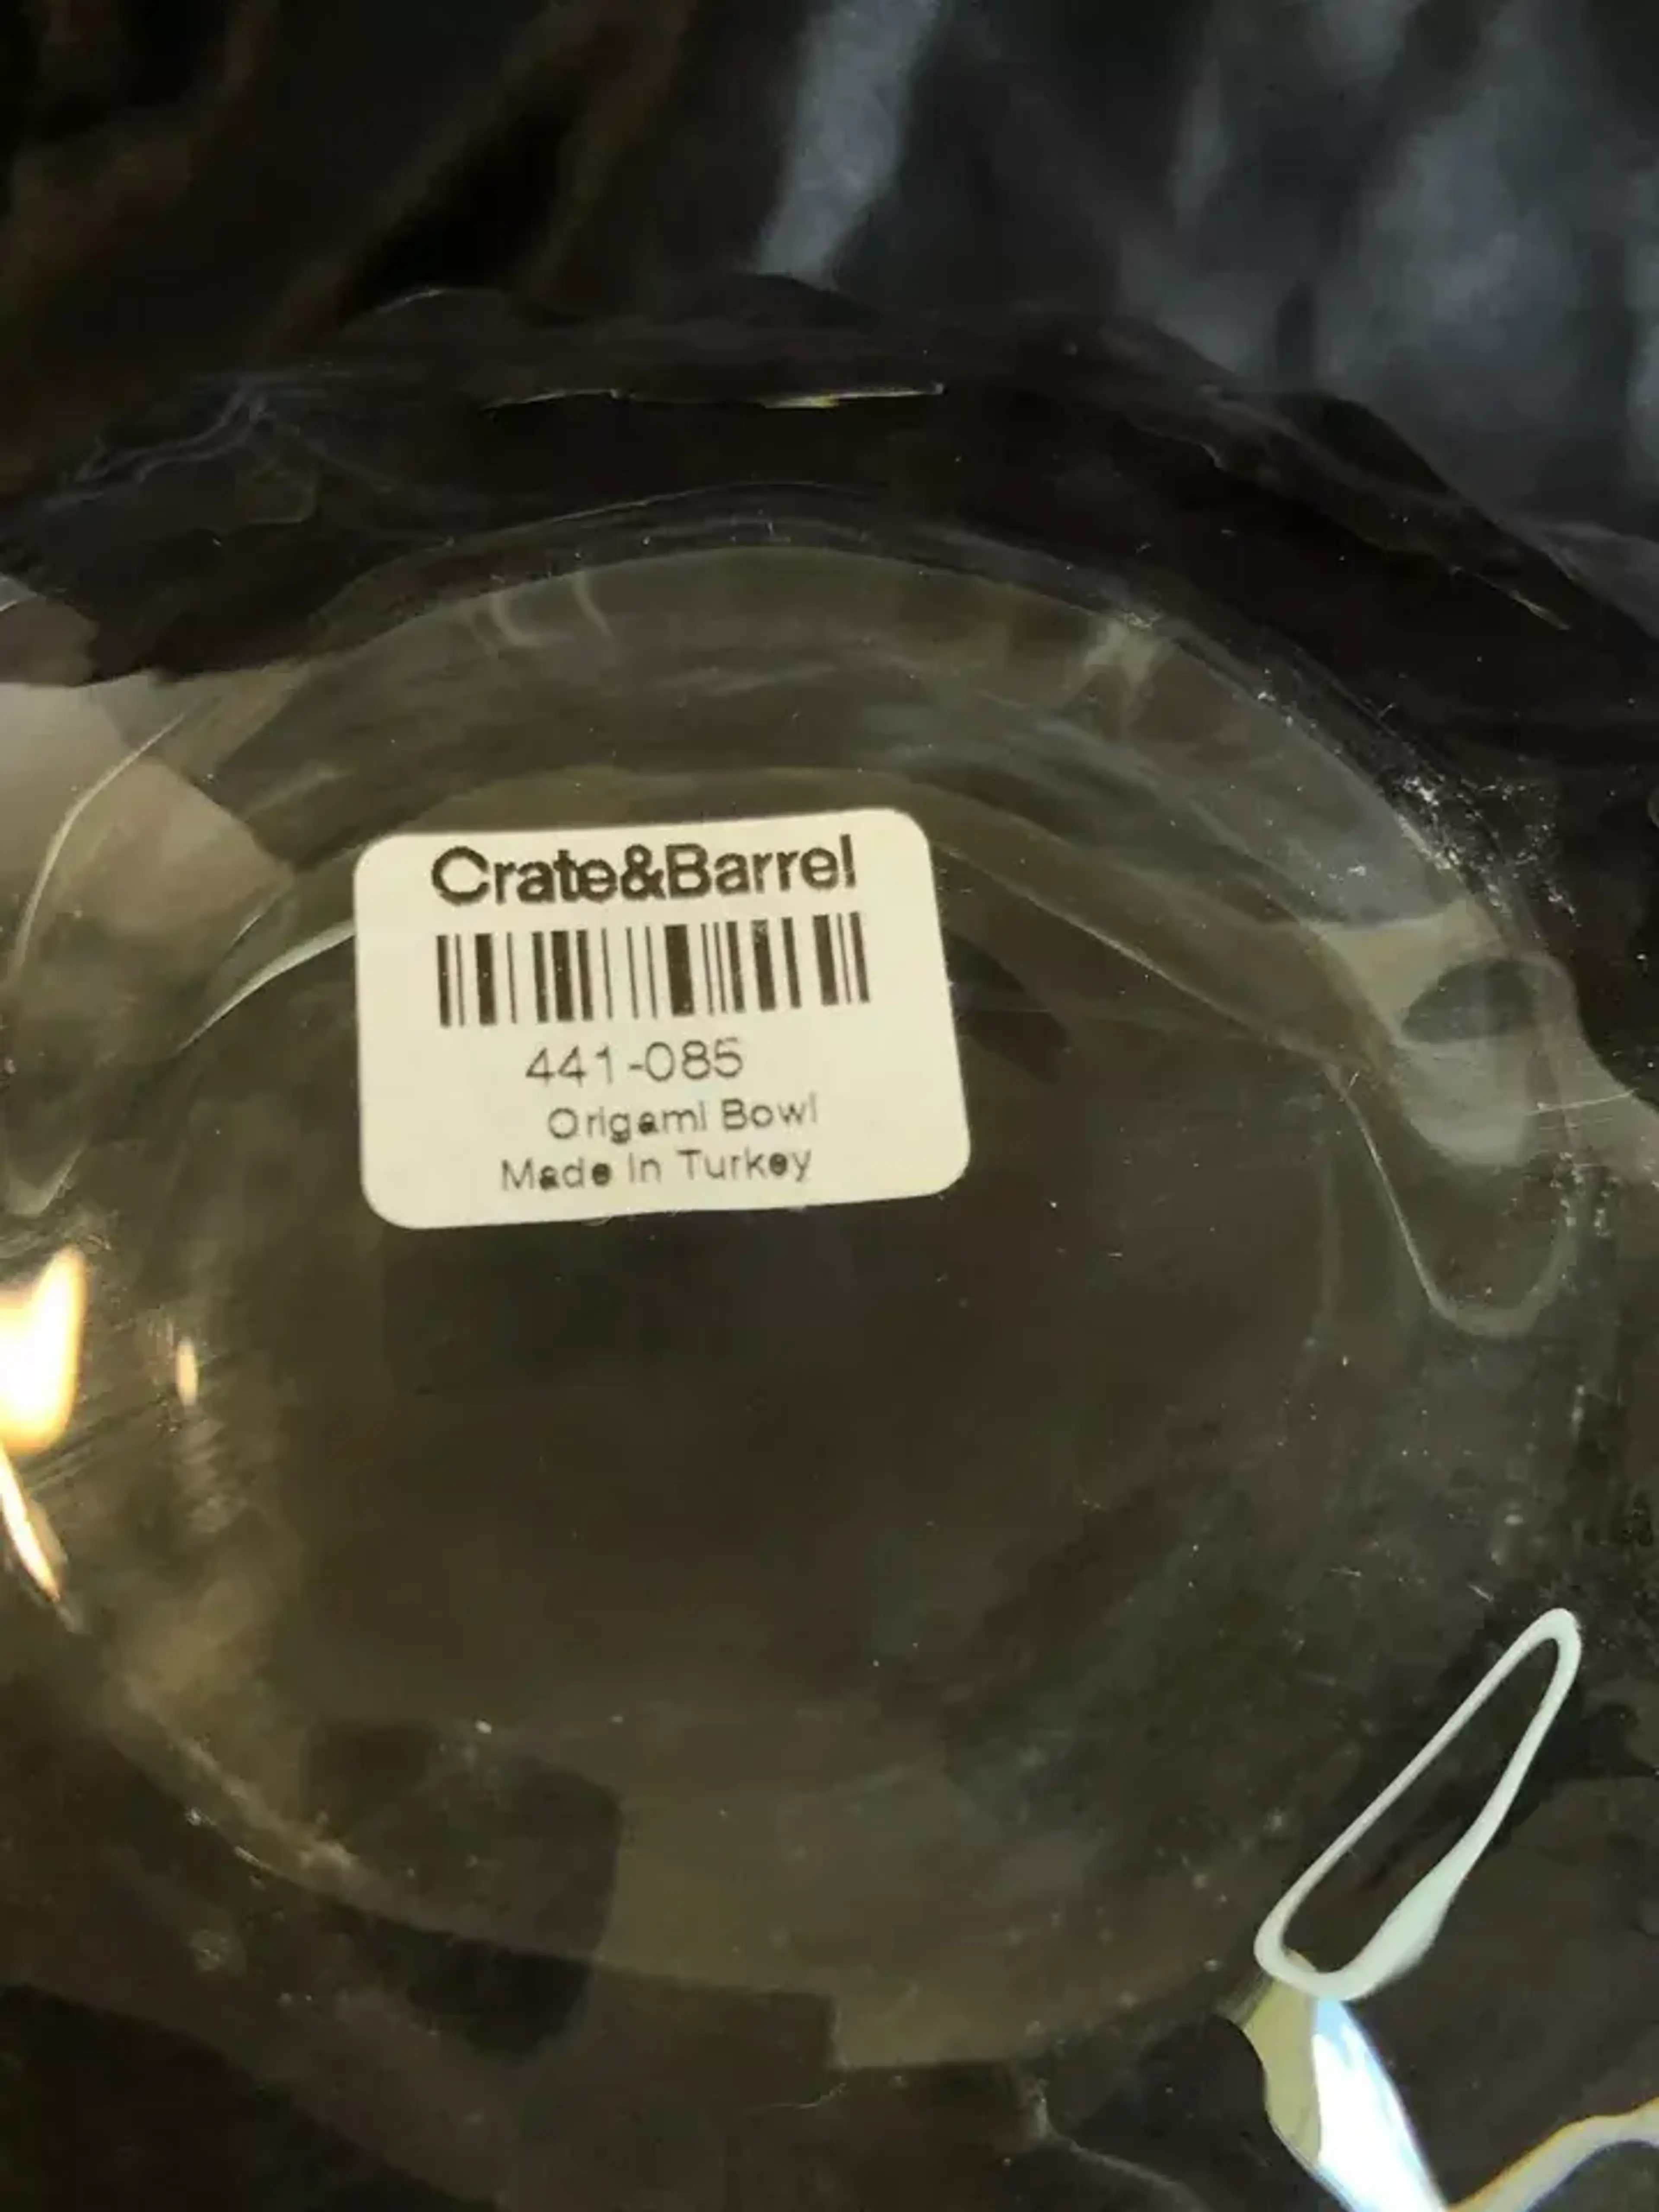 Crate&Barrel
441-085
Origami Bowl
Made In Turkey